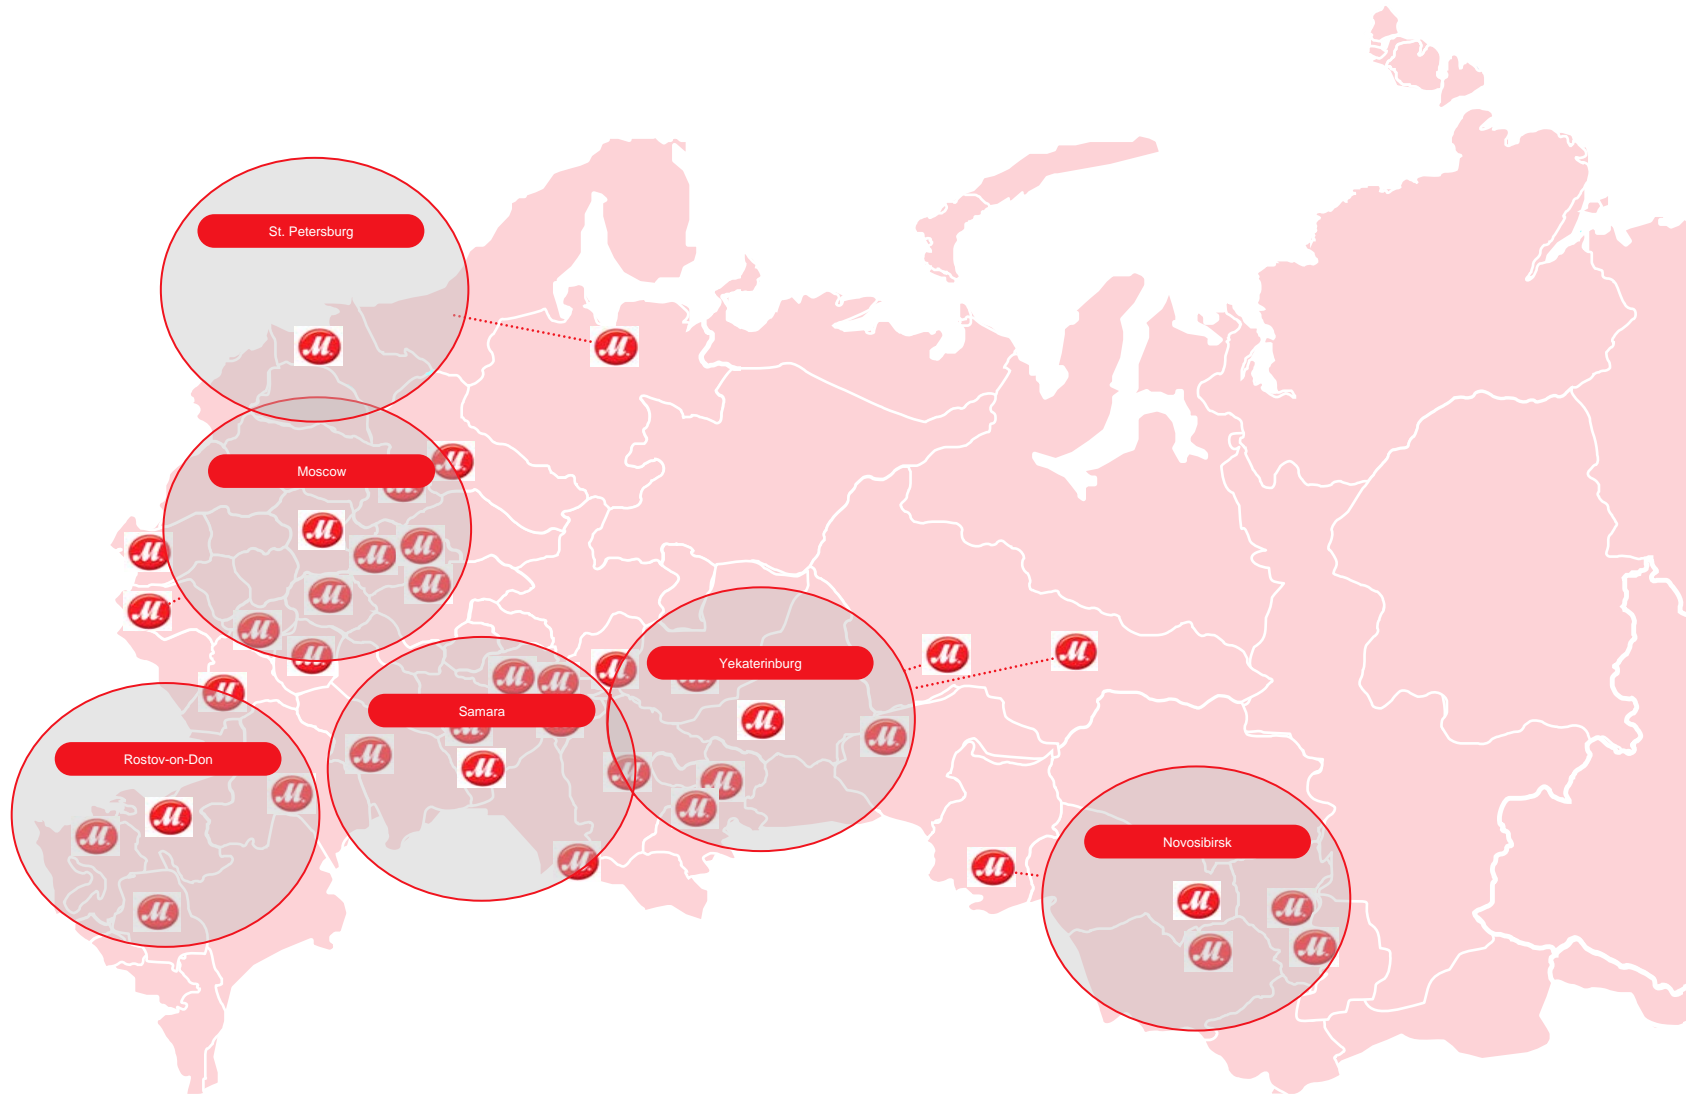 St. Petersburg
Moscow
Yekaterinburg
Samara
Rostov-on-Don
Novosibirsk